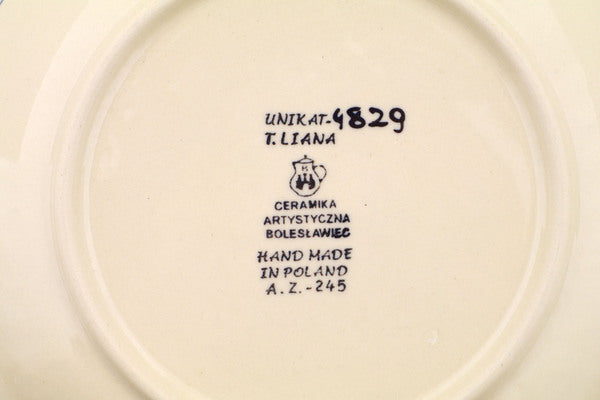 UNIKAT-4829
T. LIANA
CERAMIKA
ARTYSTYCZNA
BOLESŁAWIEC
HAND MADE
IN POLAND
A.Z.-245